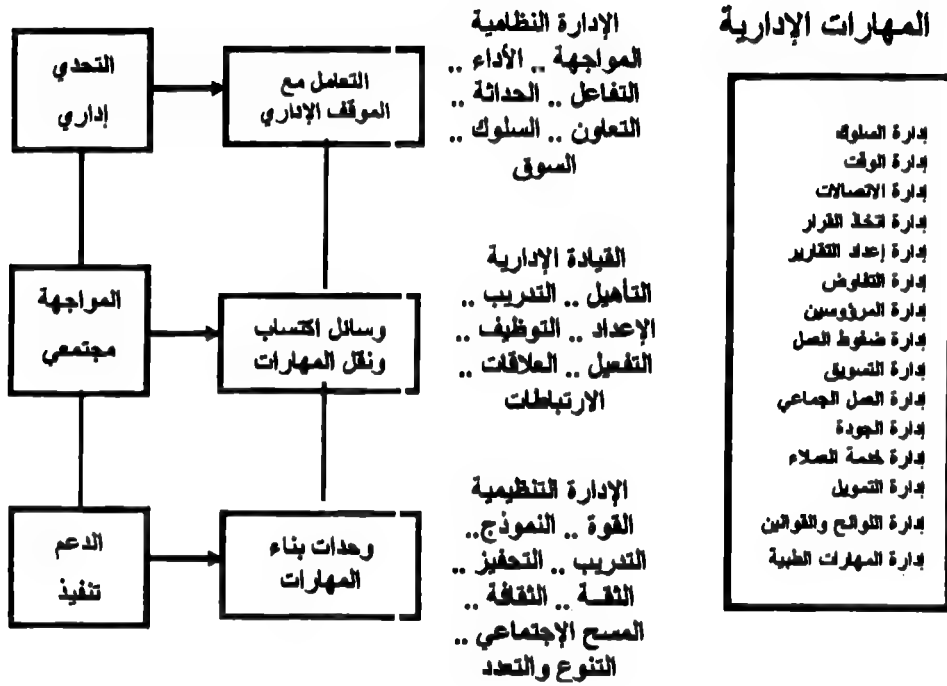 المهارات الإدارية
إدارة السلوك
إدارة الوقت
إدارة الاتصالات
إدارة اتخاذ القرار
إدارة إعداد التقارير
إدارة التفاوض
إدارة المرؤوسين
إدارة ضغوط العمل
إدارة التسويق
إدارة العمل الجماعي
إدارة الجودة
إدارة خدمة العملاء
إدارة التمويل
إدارة اللوائح والقوانين
إدارة المهارات الطبية
الإدارة النظامية
المواجهة .. الأداء ..
التفاعل .. الحداثة ..
التعاون .. السلوك ..
السوق
القيادة الإدارية
التأهيل .. التدريب ..
الإعداد .. التوظيف ..
التفعيل .. العلاقات ..
الارتباطات
الإدارة التنظيمية
القوة .. النموذج..
التدريب .. التحفيز ..
الثقــة .. الثقافة ..
المسح الإجتماعي ..
التنوع والتعدد
التعامل مع
الموقف الإداري
وسائل اكتساب
ونقل المهارات
وحدات بناء
المهارات
التحدي
إداري
المواجهة
مجتمعي
الدعم
تنفيذ